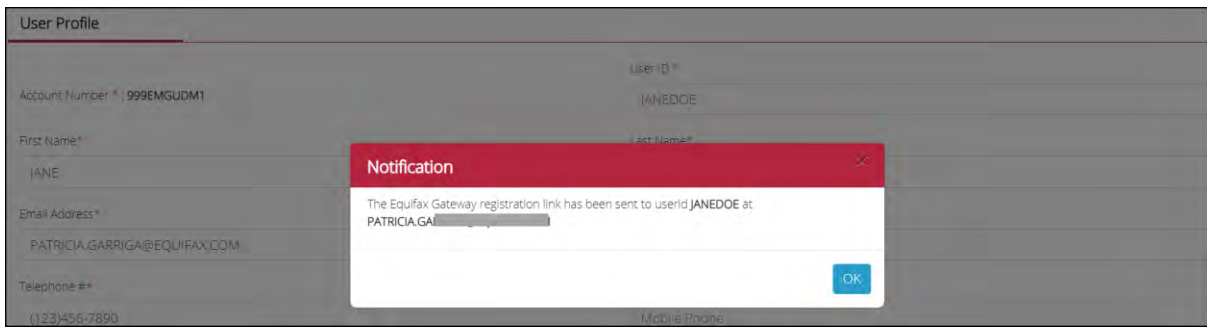 User Profile
User ID *
Account Number * : 999EMGUDM1
JANEDOE
First Name*
Last Name*
JANE
Notification
The Equifax Gateway registration link has been sent to userid JANEDOE at
PATRICIA.GA
Email Address*
PATRICIA.GARRIGA@EQUIFAX.COM
OK
Telephone #*
(123)456-7890
Mobile Phone